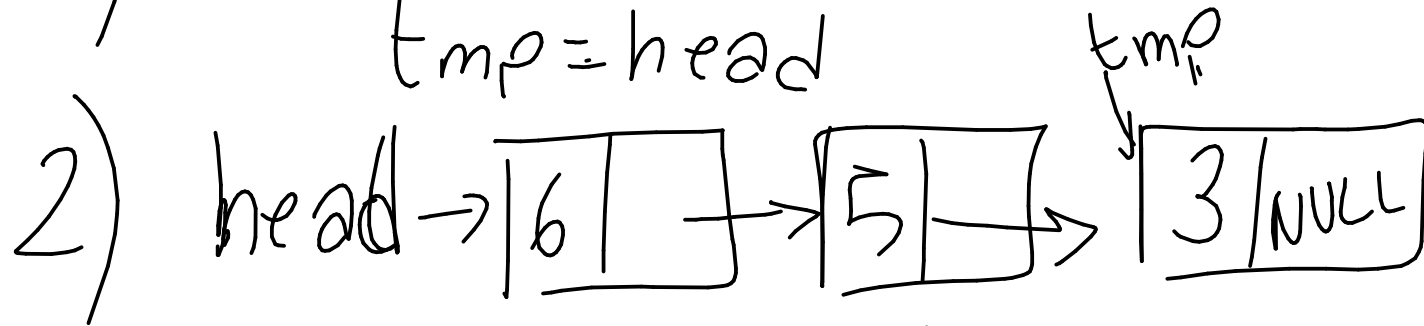 tmp = head
tmp
2) head → 6 → 5 → 3 NULL